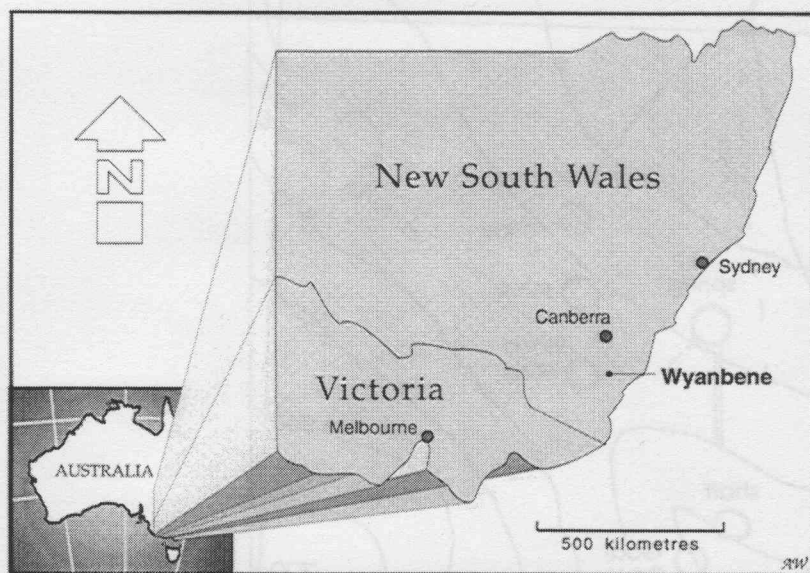 N
New South Wales
Sydney
Canberra
Wyanbene
Victoria
Melbourne
AUSTRALIA
500 kilometres
AW